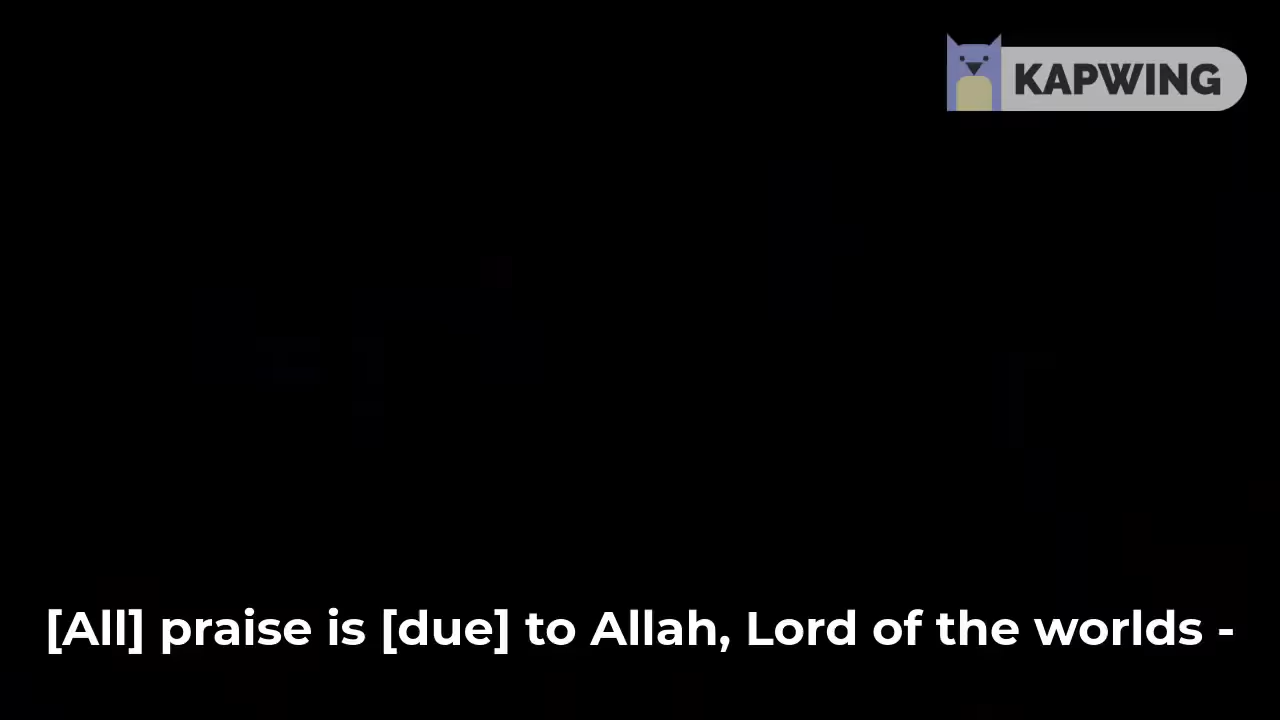 KAPWING
[All] praise is [due] to Allah, Lord of the worlds -